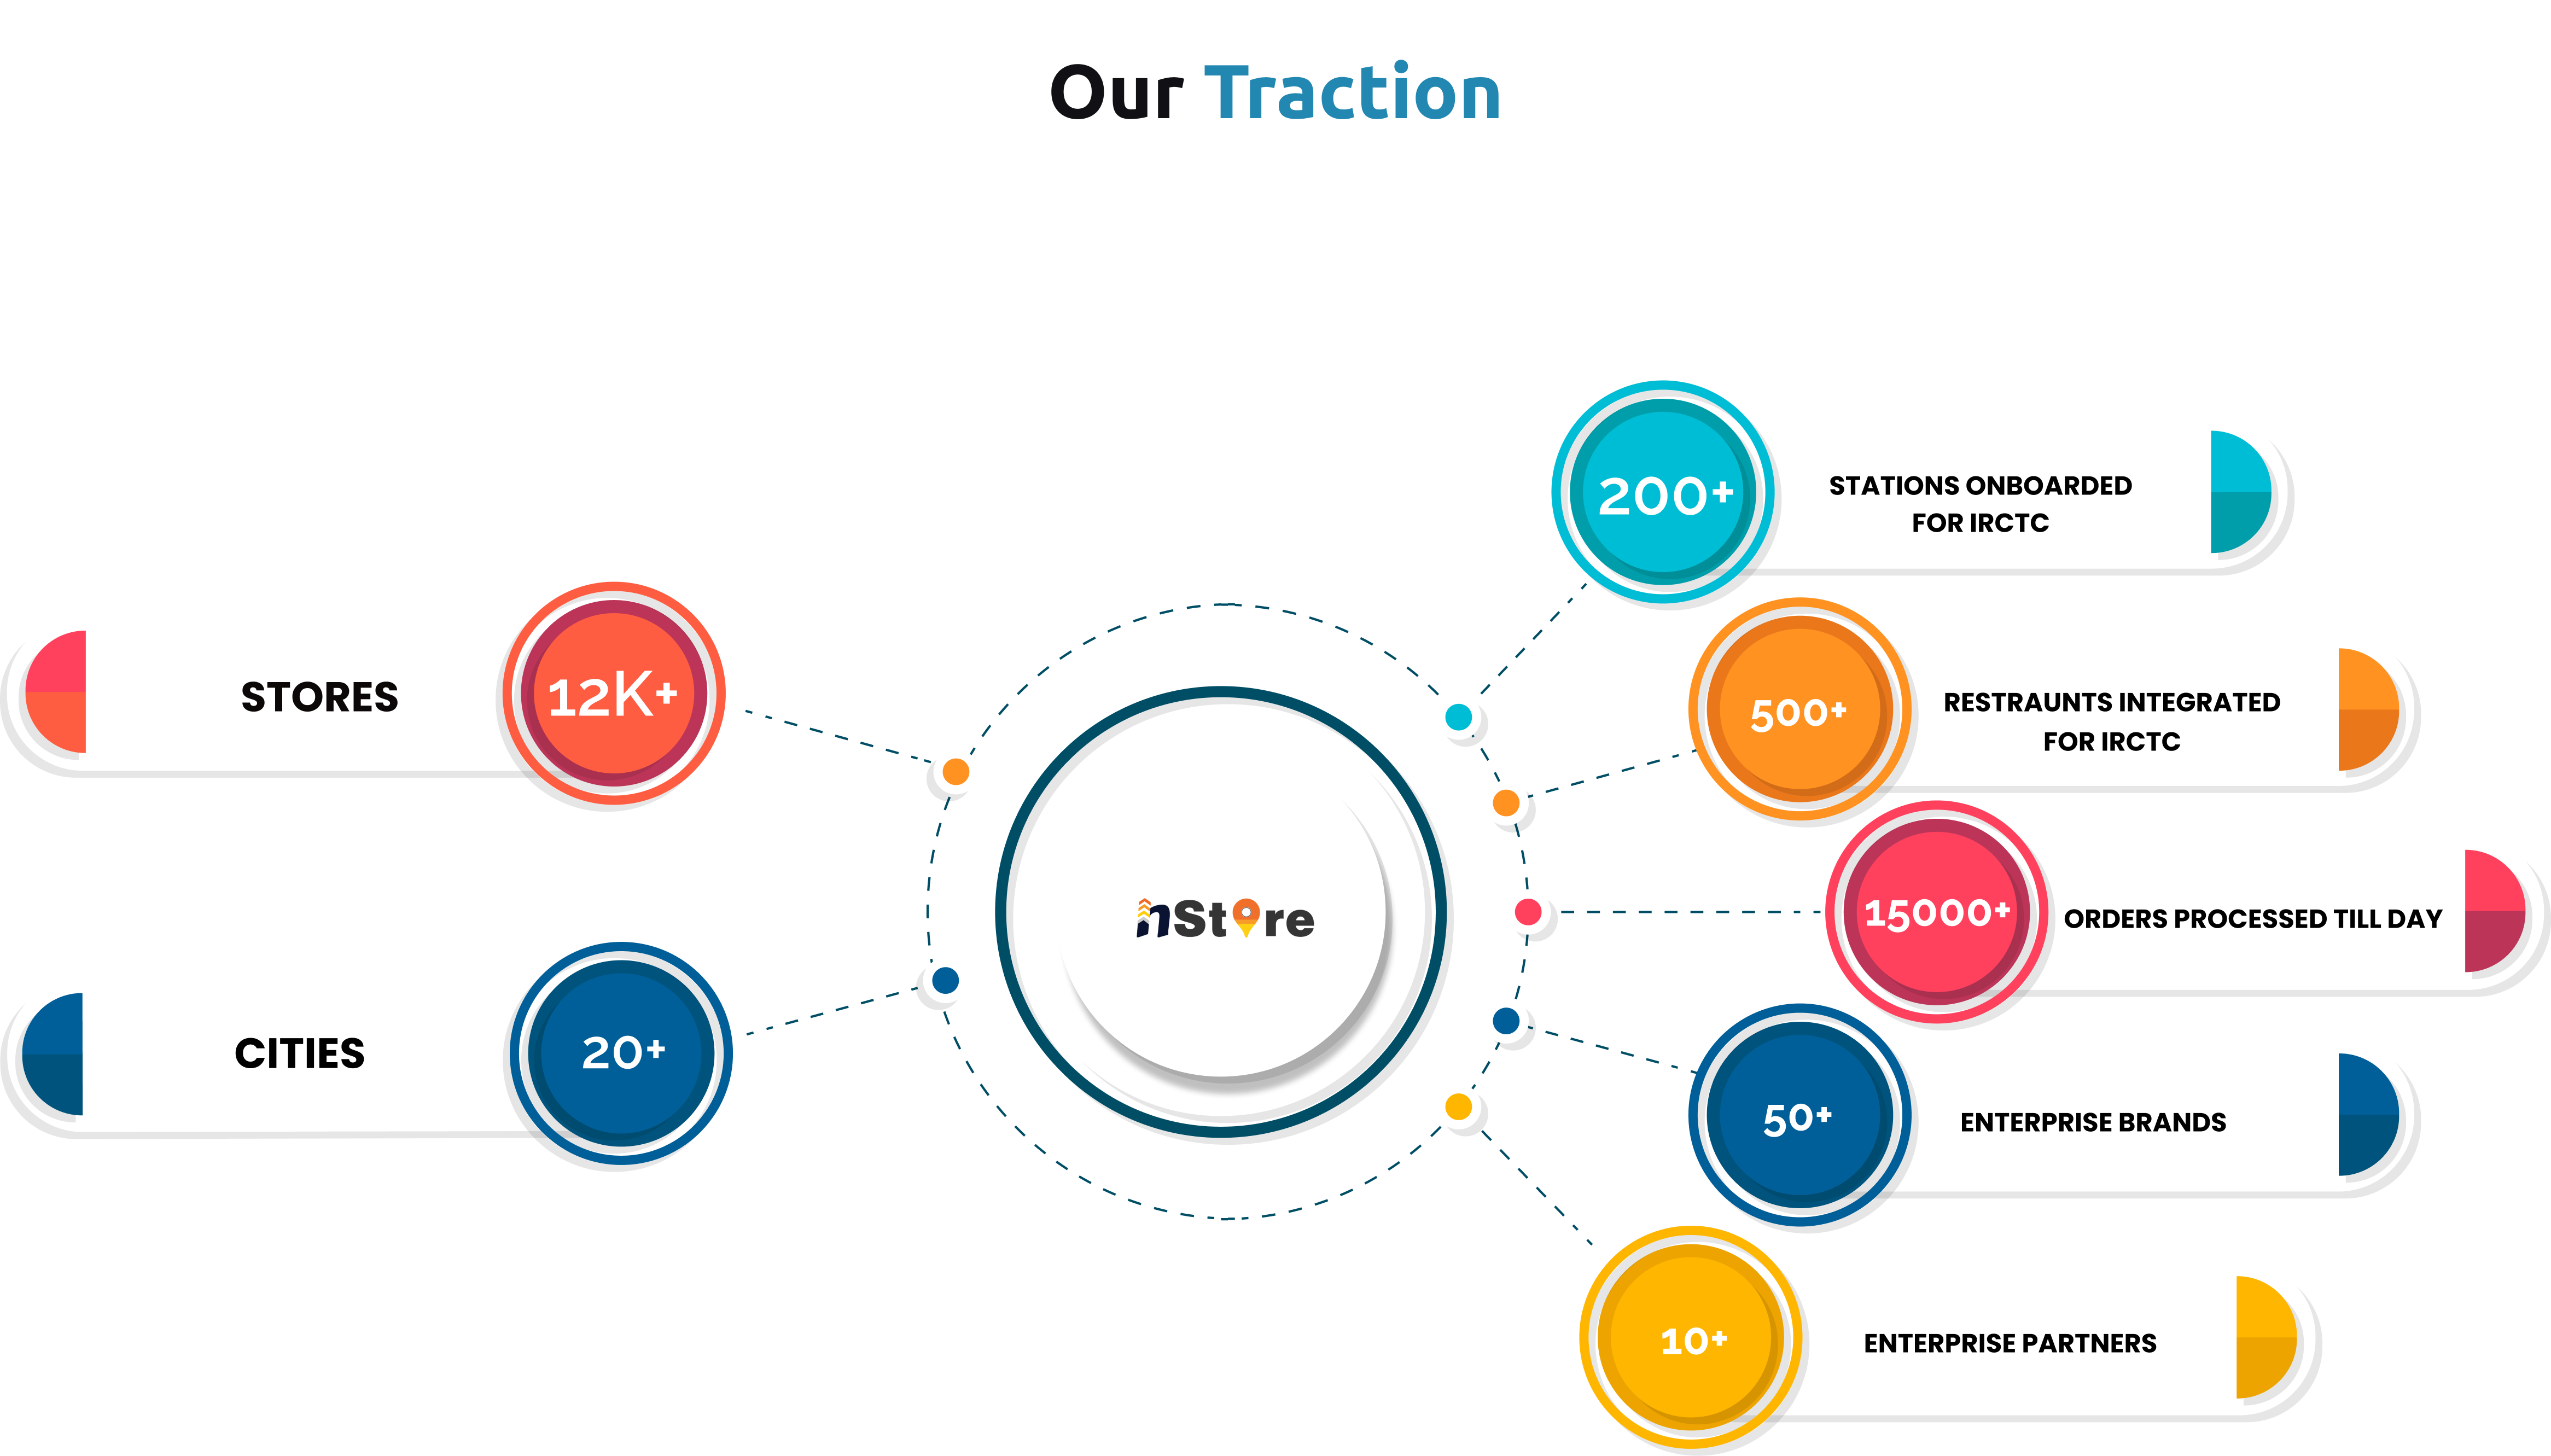 Our Traction
STORES
12K+
CITIES
20+
nStore
200+
STATIONS ONBOARDED
FOR IRCTC
500+
RESTRAUNTS INTEGRATED
FOR IRCTC
15000+
ORDERS PROCESSED TILL DAY
50+
ENTERPRISE BRANDS
10+
ENTERPRISE PARTNERS